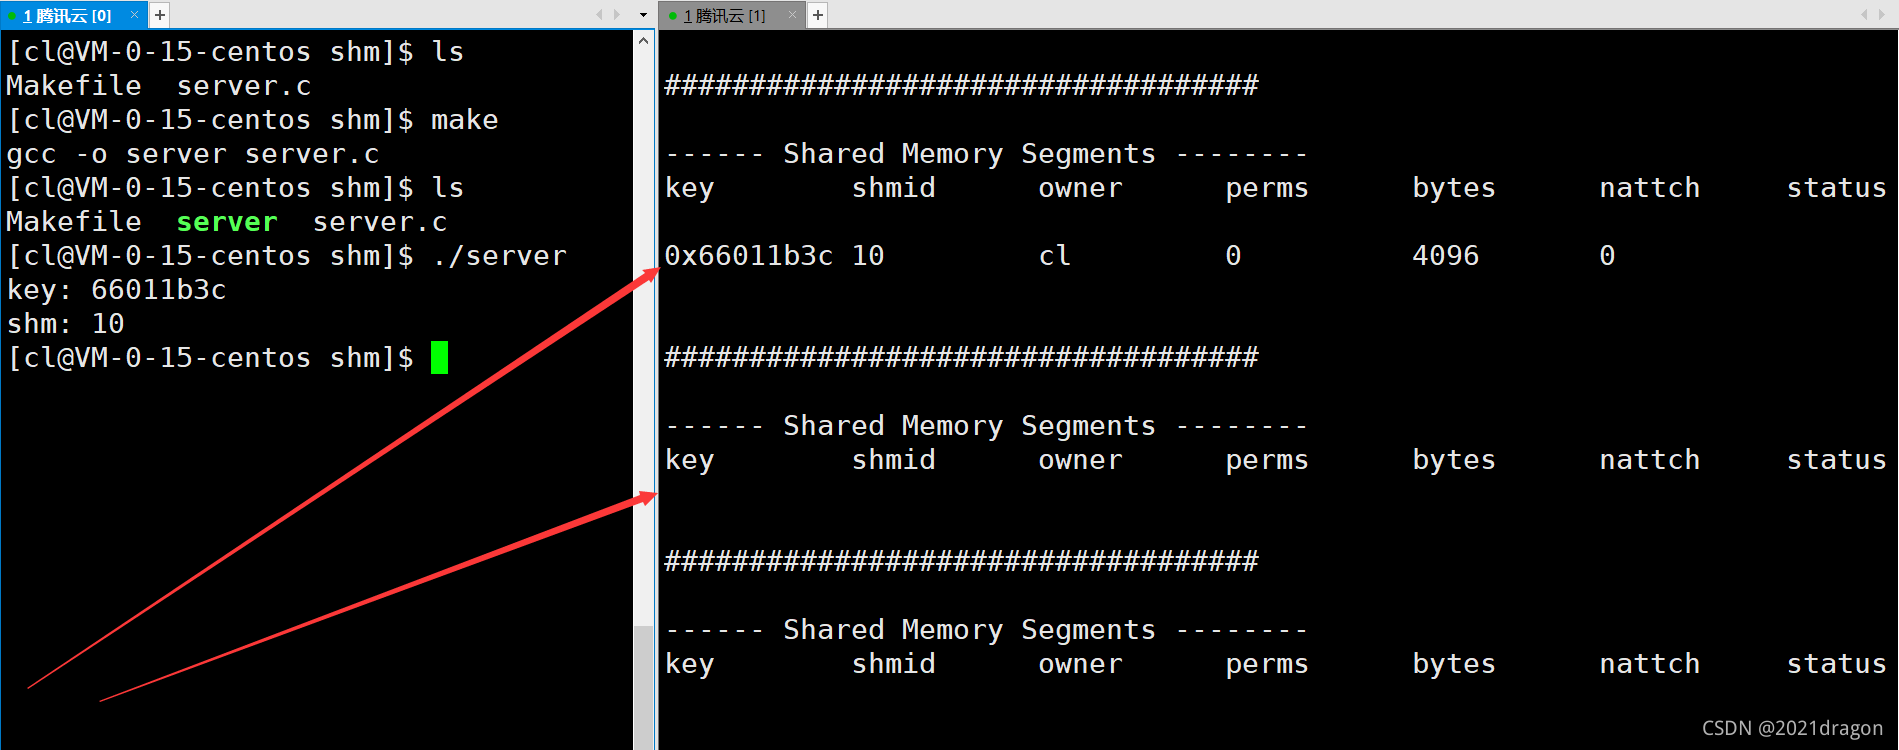 1 腾讯云 [0] × +
[cl@VM-0-15-centos shm]$ ls
Makefile  server.c
[cl@VM-0-15-centos shm]$ make
gcc -o server server.c
[cl@VM-0-15-centos shm]$ ls
Makefile  server  server.c
[cl@VM-0-15-centos shm]$ ./server
key: 66011b3c
shm: 10
[cl@VM-0-15-centos shm]$
1 腾讯云 [1] × +
###################################
------ Shared Memory Segments --------
key        shmid      owner      perms      bytes      nattch     status
0x66011b3c 10         cl         0          4096       0
###################################
------ Shared Memory Segments --------
key        shmid      owner      perms      bytes      nattch     status
###################################
------ Shared Memory Segments --------
key        shmid      owner      perms      bytes      nattch     status
CSDN @2021dragon